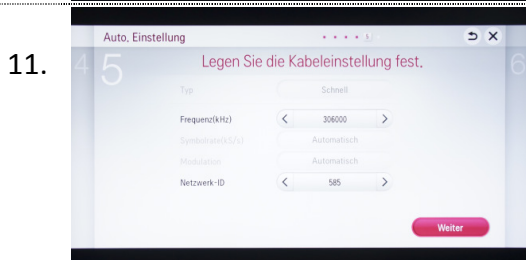 11.
Auto. Einstellung
5
4 5 Legen Sie die Kabeleinstellung fest. 6
Typ Schnell
Frequenz(kHz) < 306000 >
Symbolrate(kS/s) Automatisch
Modulation Automatisch
Netzwerk-ID < 585 >
Weiter